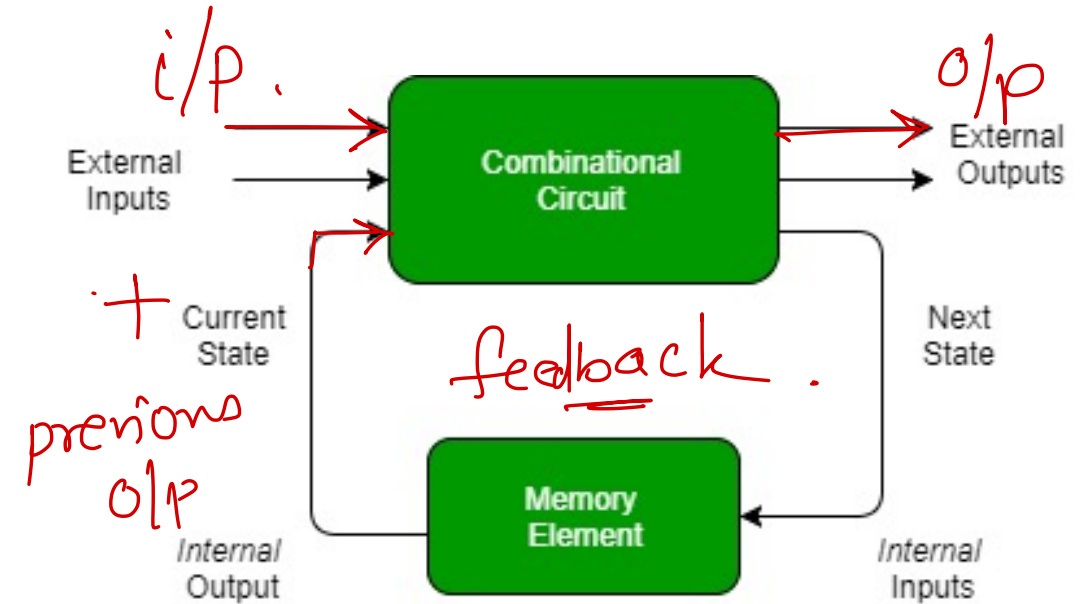 i/p.
o/p
External
Inputs
Combinational
Circuit
External
Outputs
+
Current
State
feedback.
Next
State
previous
o/p
Memory
Element
Internal
Output
Internal
Inputs